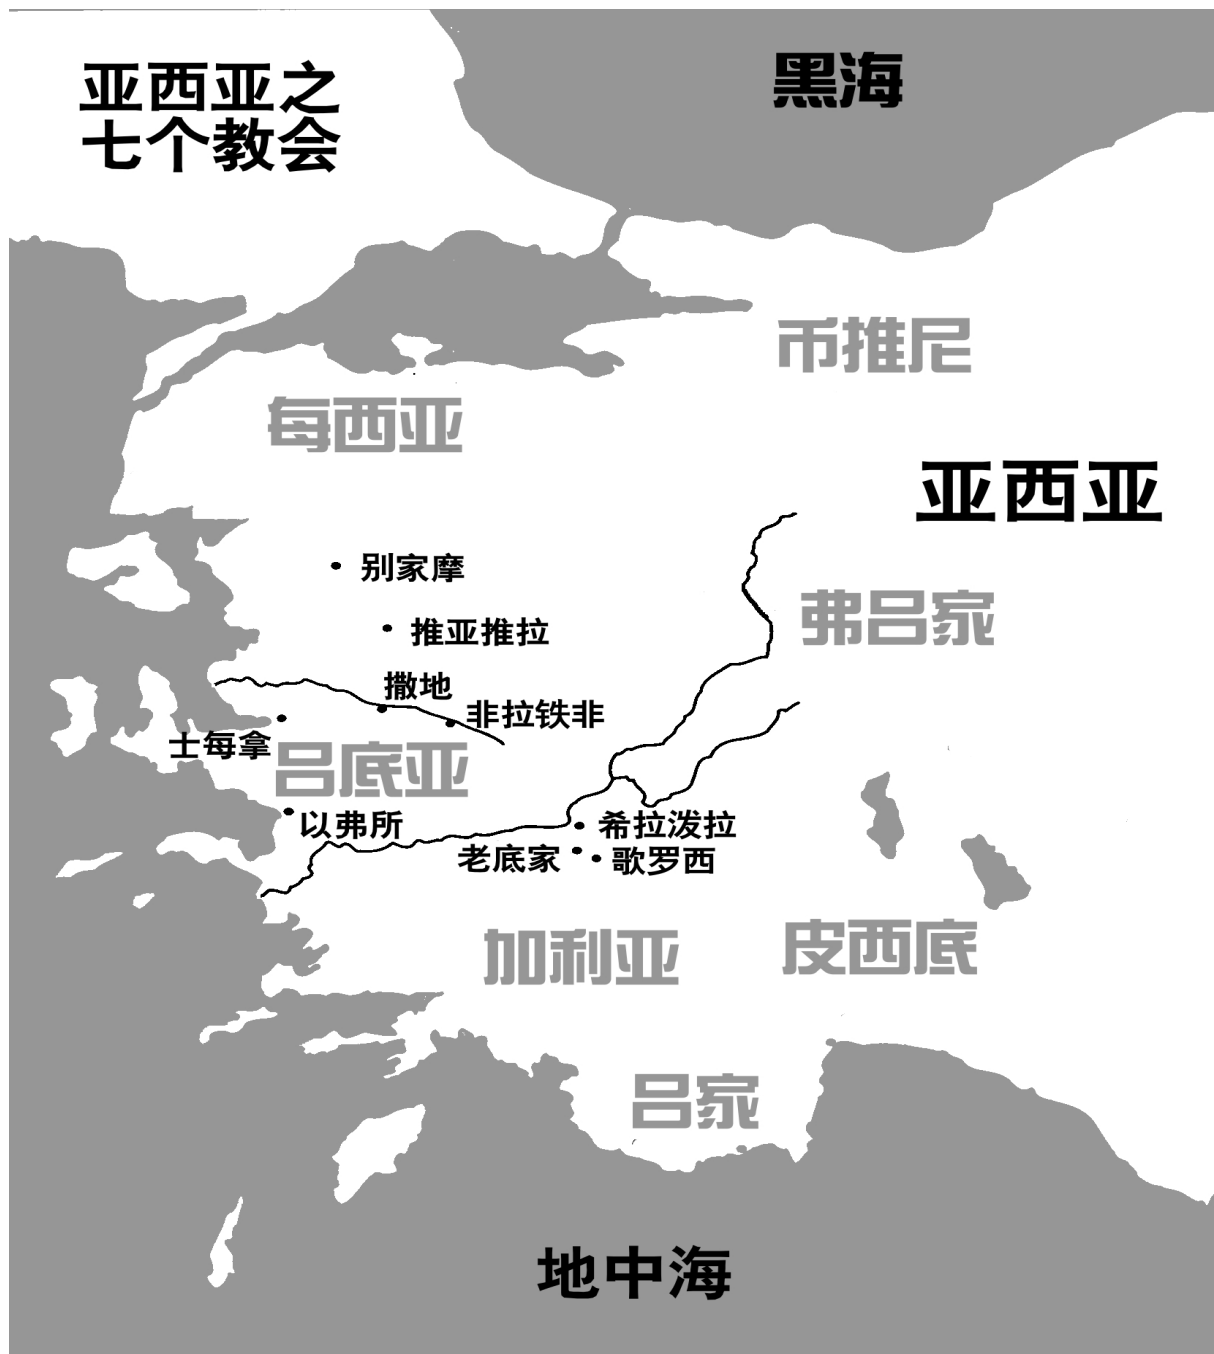 亚西亚之
七个教会
黑海
币推尼
每西亚
亚西亚
别家摩
弗吕家
推亚推拉
撒地
非拉铁非
士每拿
吕底亚
以弗所
希拉泼拉
老底家
歌罗西
加利亚
皮西底
吕家
地中海